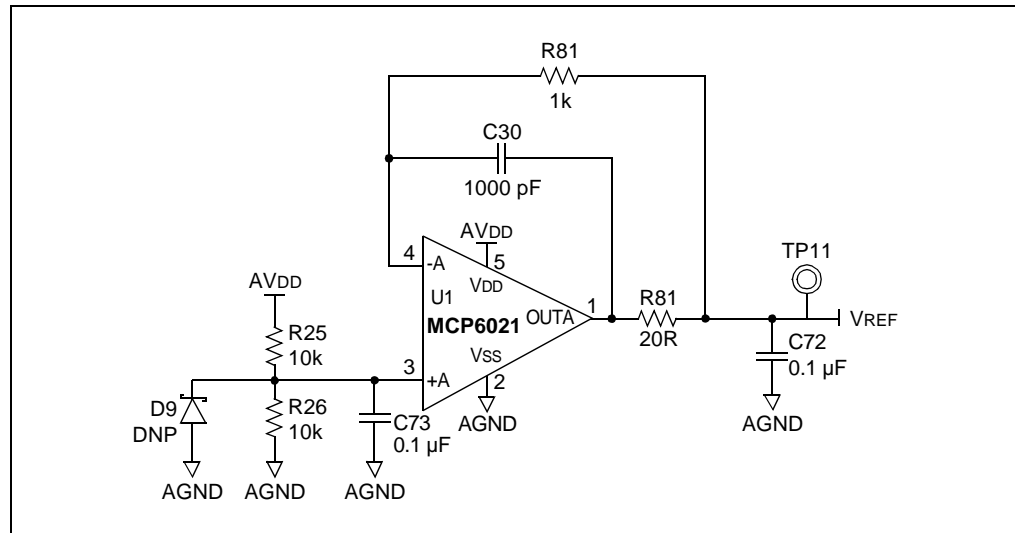 R81
1k
C30
1000 pF
AVDD
4
-A
5
VDD
TP11
AVDD
U1
MCP6021
OUTA
1
R81
20R
VREF
R25
10k
VSS
C72
0.1 µF
3
+A
2
D9
DNP
R26
10k
C73
0.1 µF
AGND
AGND
AGND
AGND
AGND